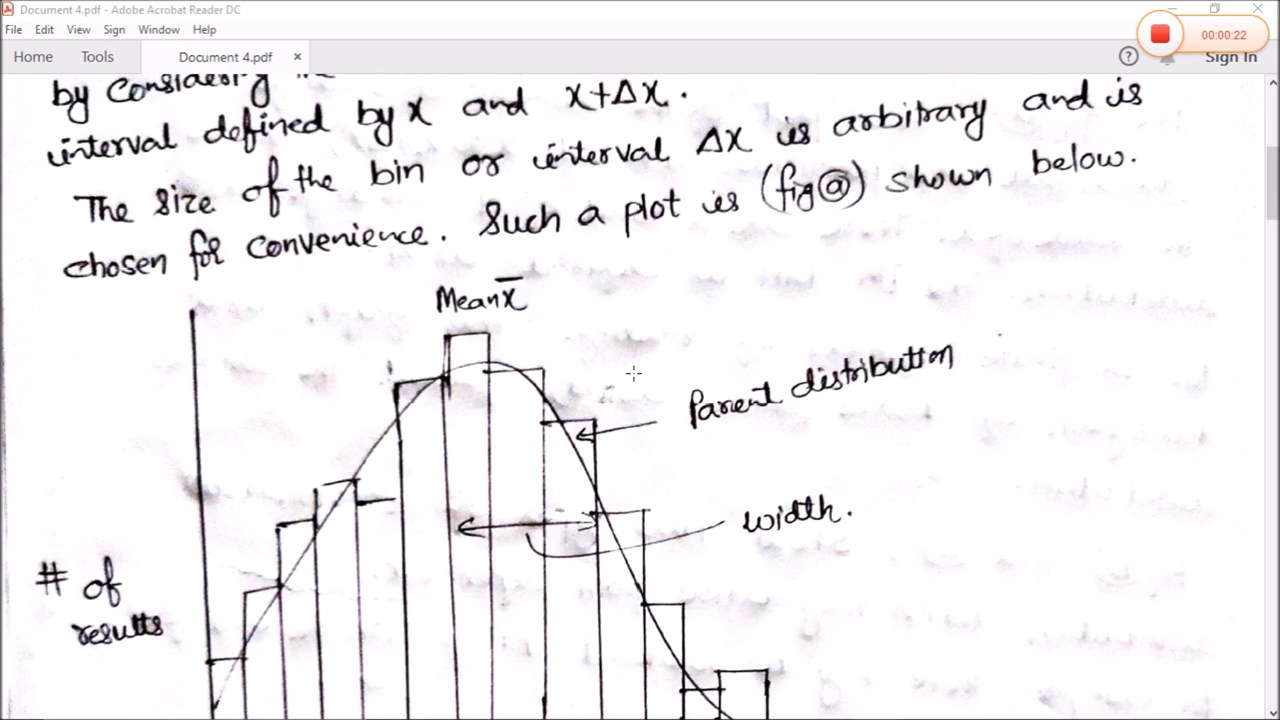 Document 4.pdf - Adobe Acrobat Reader DC
File Edit View Sign Window Help
00:00:22
Home Tools Document 4.pdf × ? Sign In
by
interval defined by x and x+Δx.
The size of the bin or interval Δx is arbitrary and is
chosen for convenience. Such a plot is (fig ⓐ) shown below.
Mean x̄
Parent distribution
width.
# of
results